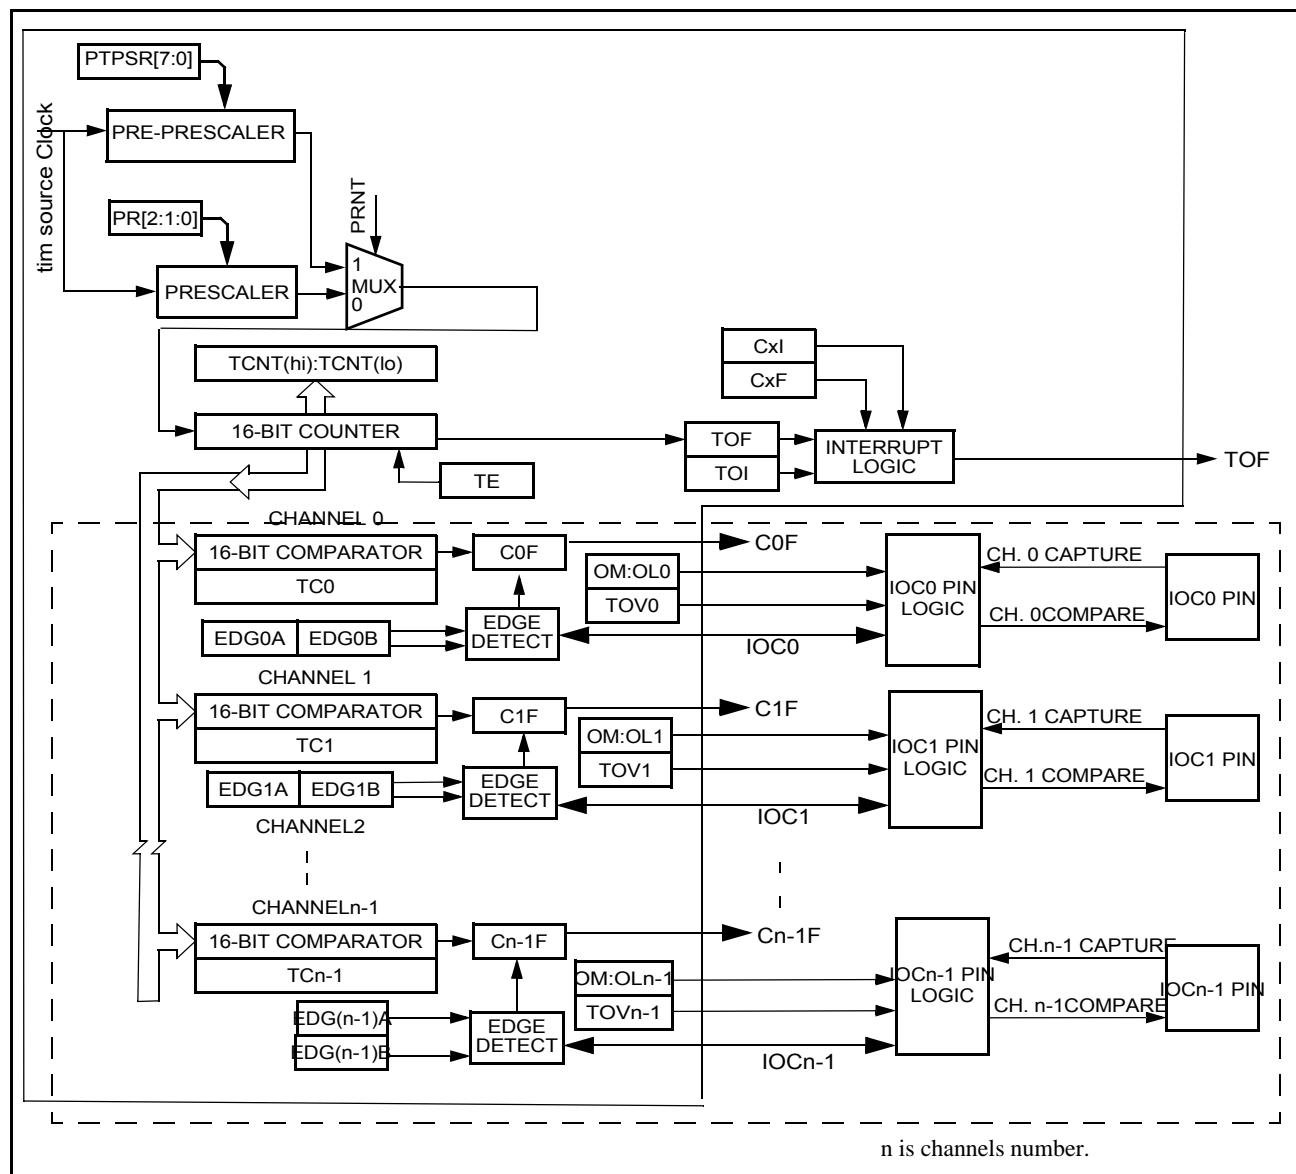 PTPSR[7:0]
tim source Clock
PRE-PRESCALER
PR[2:1:0]
PRNT
PRESCALER
1
MUX
0
TCNT(hi):TCNT(lo)
CxI
CxF
16-BIT COUNTER
TOF
TOI
INTERRUPT
LOGIC
TOF
TE
CHANNEL 0
16-BIT COMPARATOR
TC0
C0F
C0F
OM:OL0
TOV0
IOC0 PIN
LOGIC
CH. 0 CAPTURE
CH. 0COMPARE
IOC0 PIN
EDG0A
EDG0B
EDGE
DETECT
IOC0
CHANNEL 1
16-BIT COMPARATOR
TC1
C1F
C1F
OM:OL1
TOV1
IOC1 PIN
LOGIC
CH. 1 CAPTURE
CH. 1 COMPARE
IOC1 PIN
EDG1A
EDG1B
EDGE
DETECT
IOC1
CHANNEL2
CHANNELn-1
16-BIT COMPARATOR
TCn-1
Cn-1F
Cn-1F
OM:OLn-1
TOVn-1
IOCn-1 PIN
LOGIC
CH.n-1 CAPTURE
CH. n-1COMPARE
IOCn-1 PIN
EDG(n-1)A
EDG(n-1)B
EDGE
DETECT
IOCn-1
n is channels number.